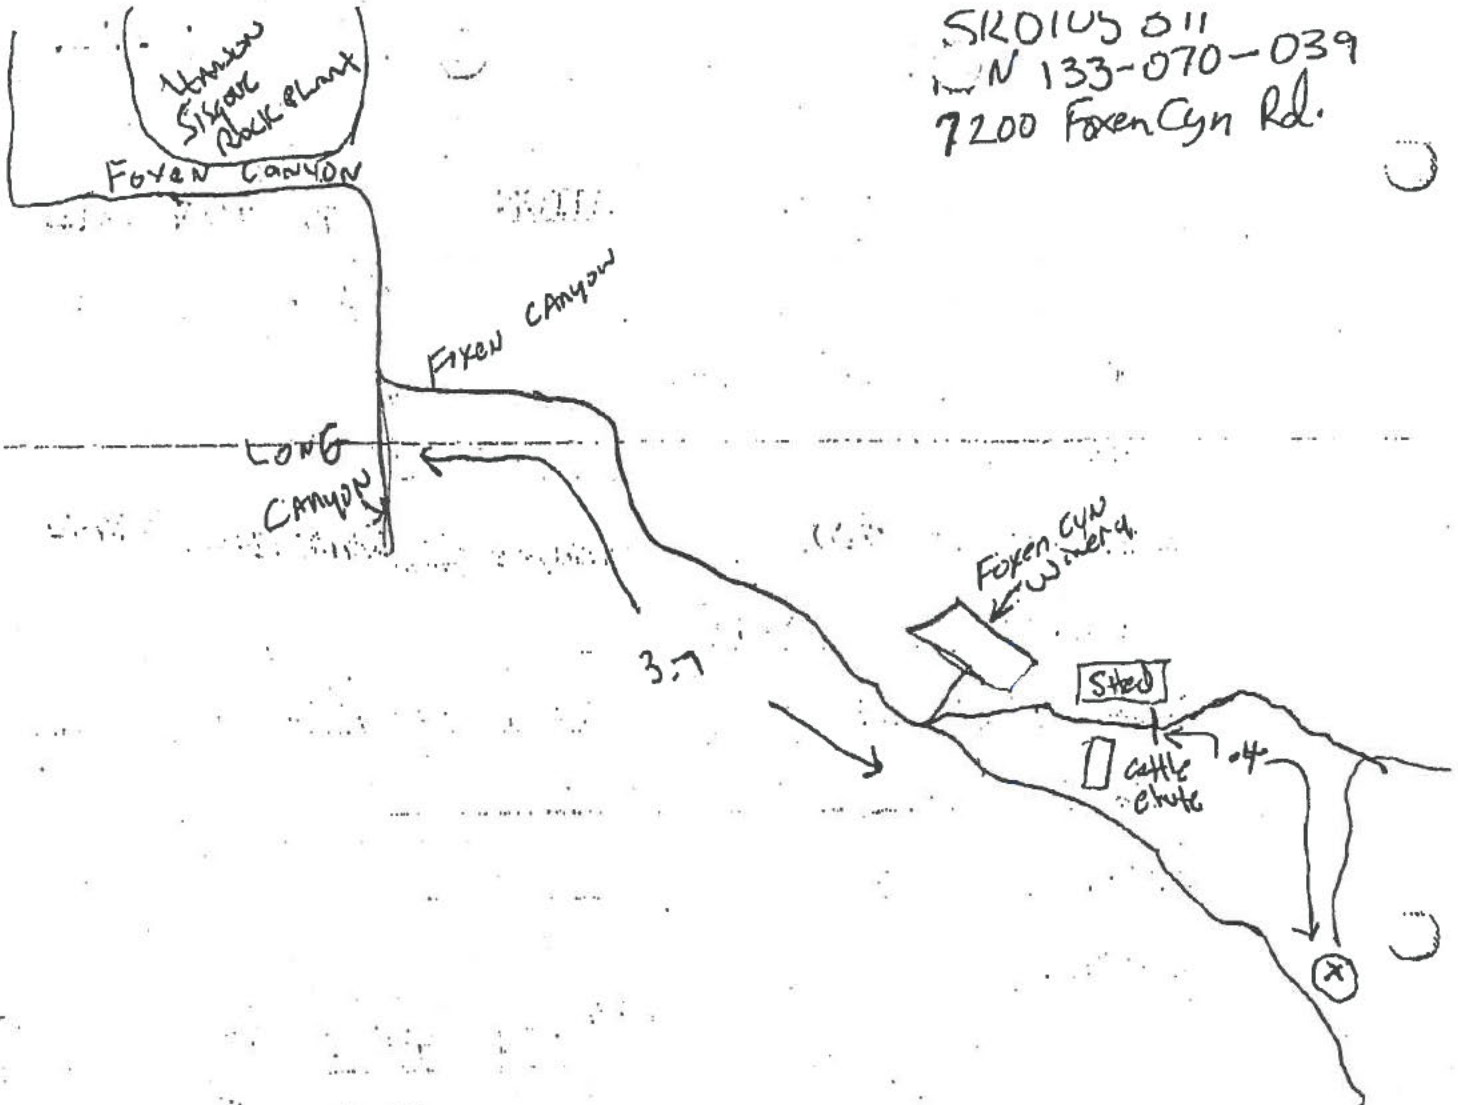 SR0105 011
N 133-070-039
7200 Foxen Cyn Rd.
Sisquoc
Rock Plant
Foxen Canyon
Foxen Canyon
Long
Canyon
Foxen Cyn
Winery
3.7
Shed
.4
cattle
chute
X